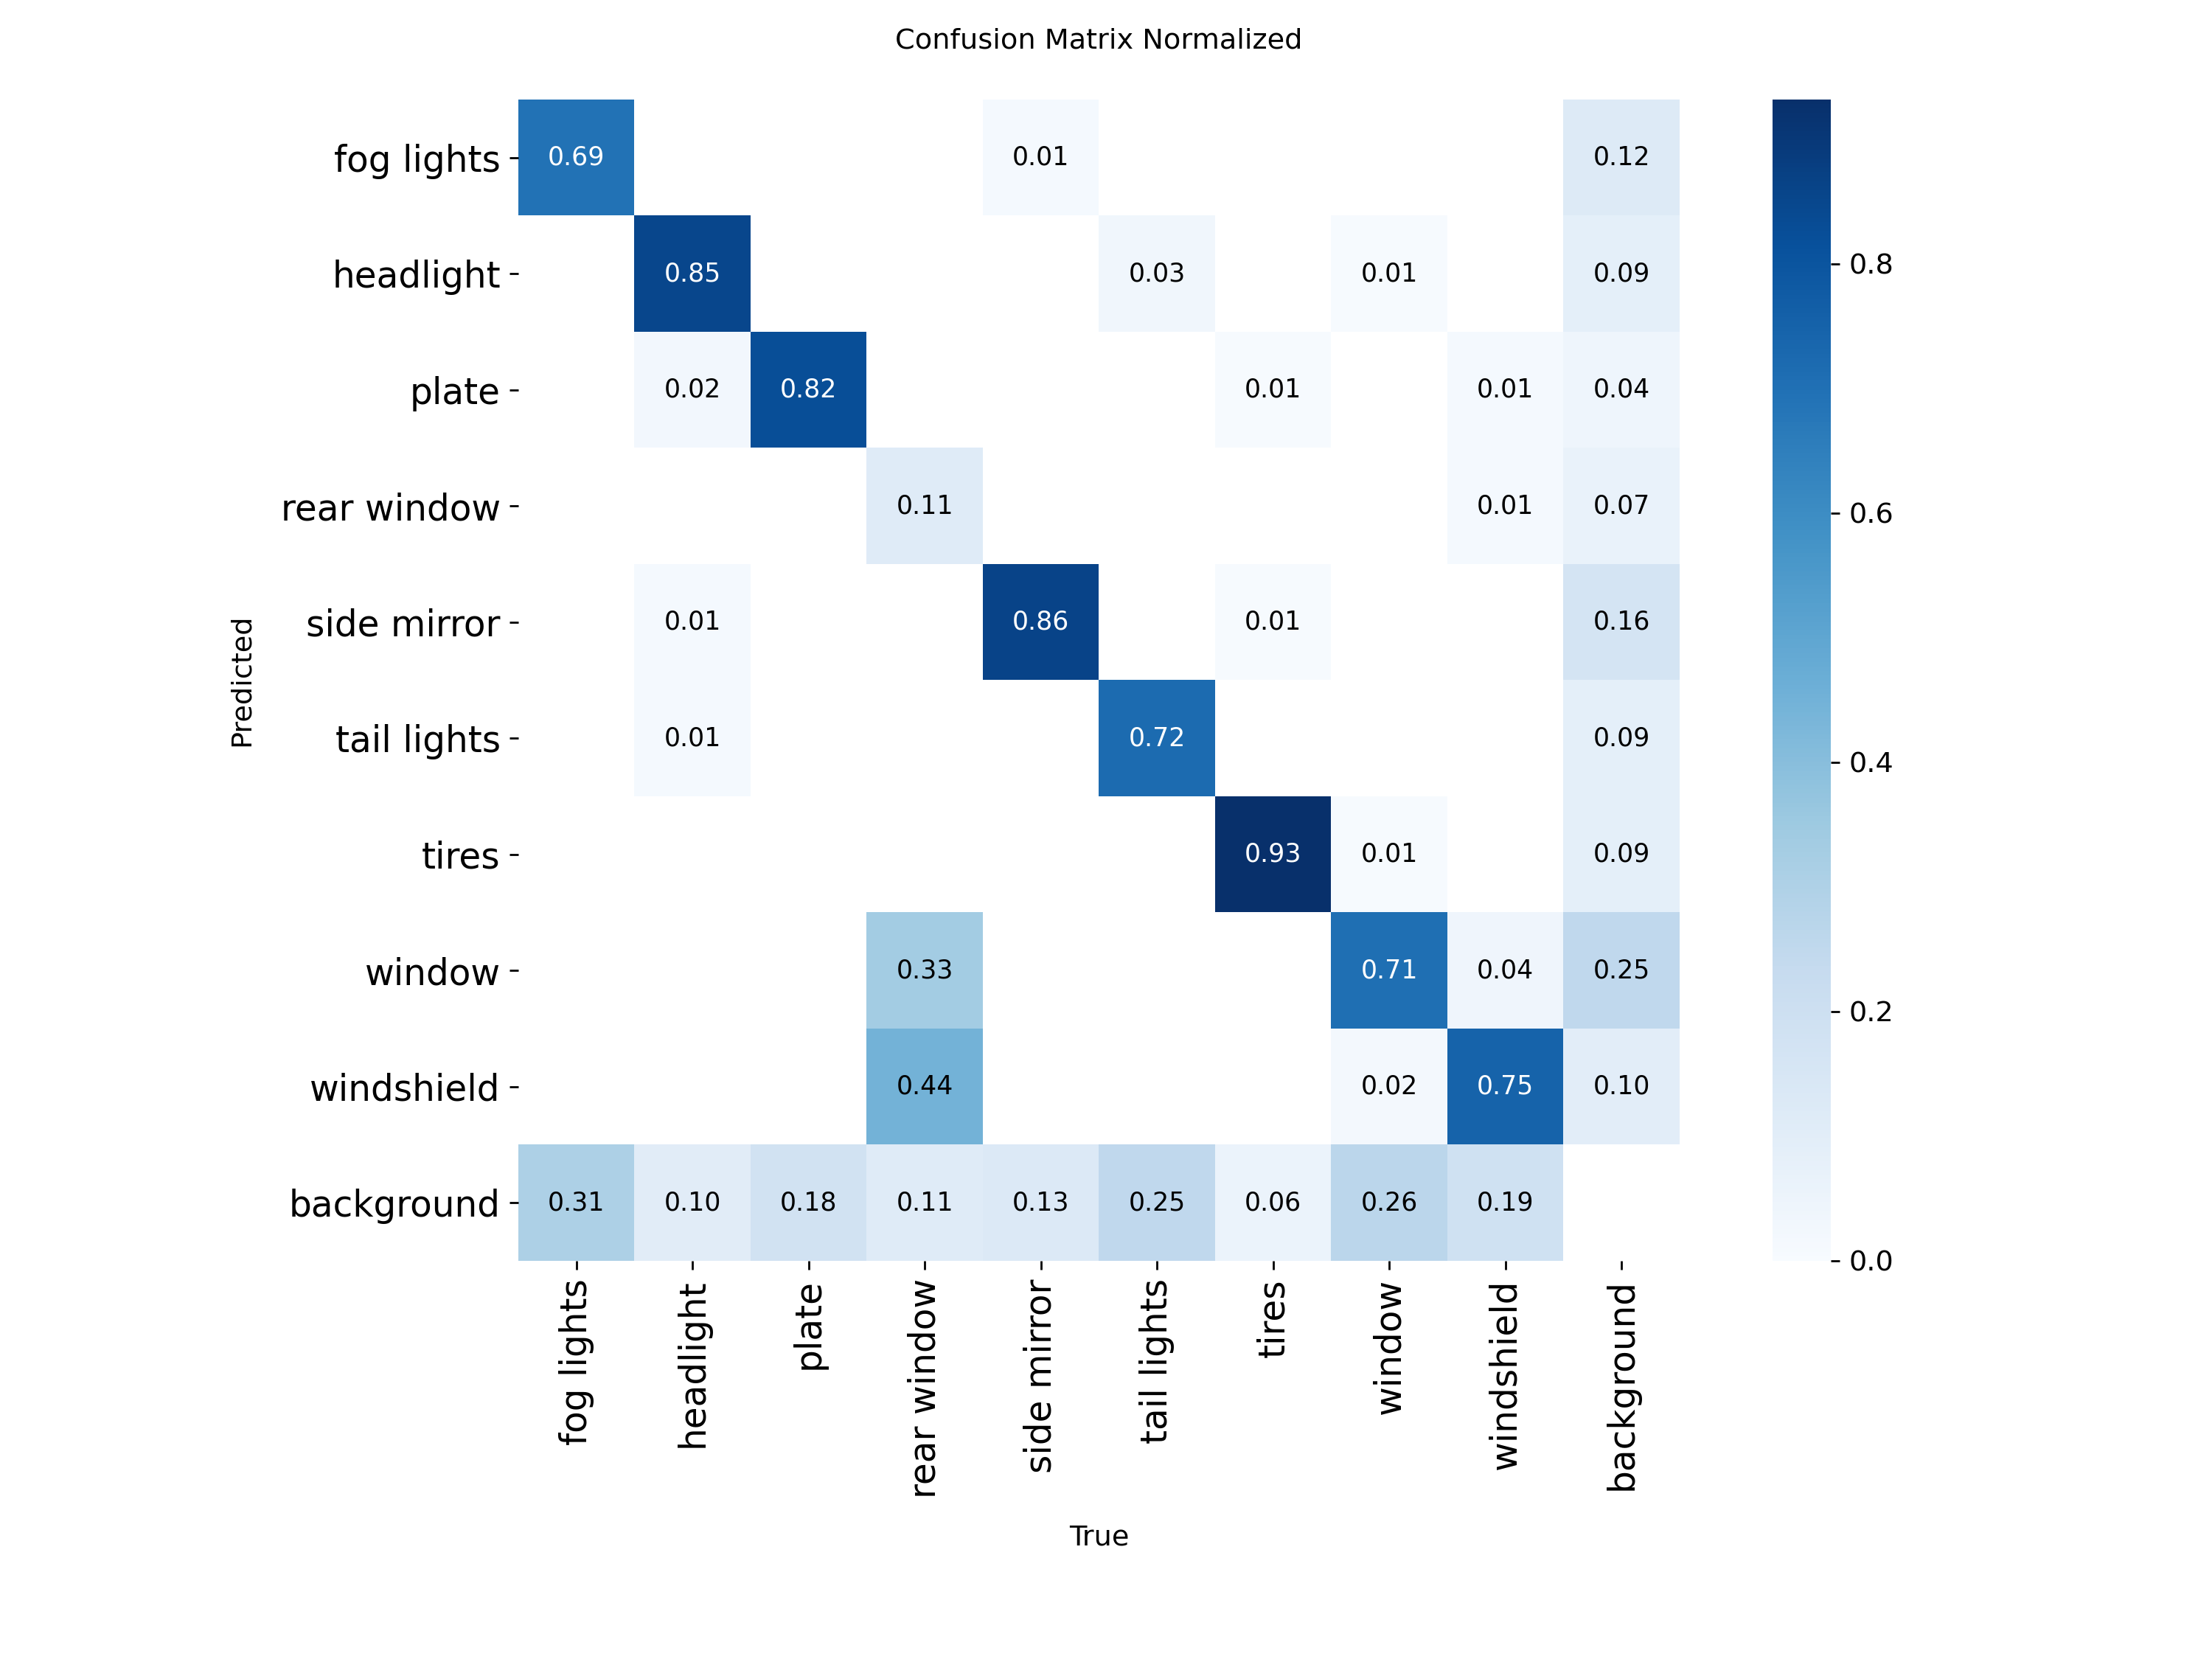 Confusion Matrix Normalized
fog lights 0.69 0.01 0.12
headlight 0.85 0.03 0.01 0.09 0.8
plate 0.02 0.82 0.01 0.01 0.04
rear window 0.11 0.01 0.07 0.6
side mirror 0.01 0.86 0.01 0.16
Predicted
tail lights 0.01 0.72 0.09 0.4
tires 0.93 0.01 0.09
window 0.33 0.71 0.04 0.25 0.2
windshield 0.44 0.02 0.75 0.10
background 0.31 0.10 0.18 0.11 0.13 0.25 0.06 0.26 0.19 0.0
fog lights headlight plate rear window side mirror tail lights tires window windshield background
True